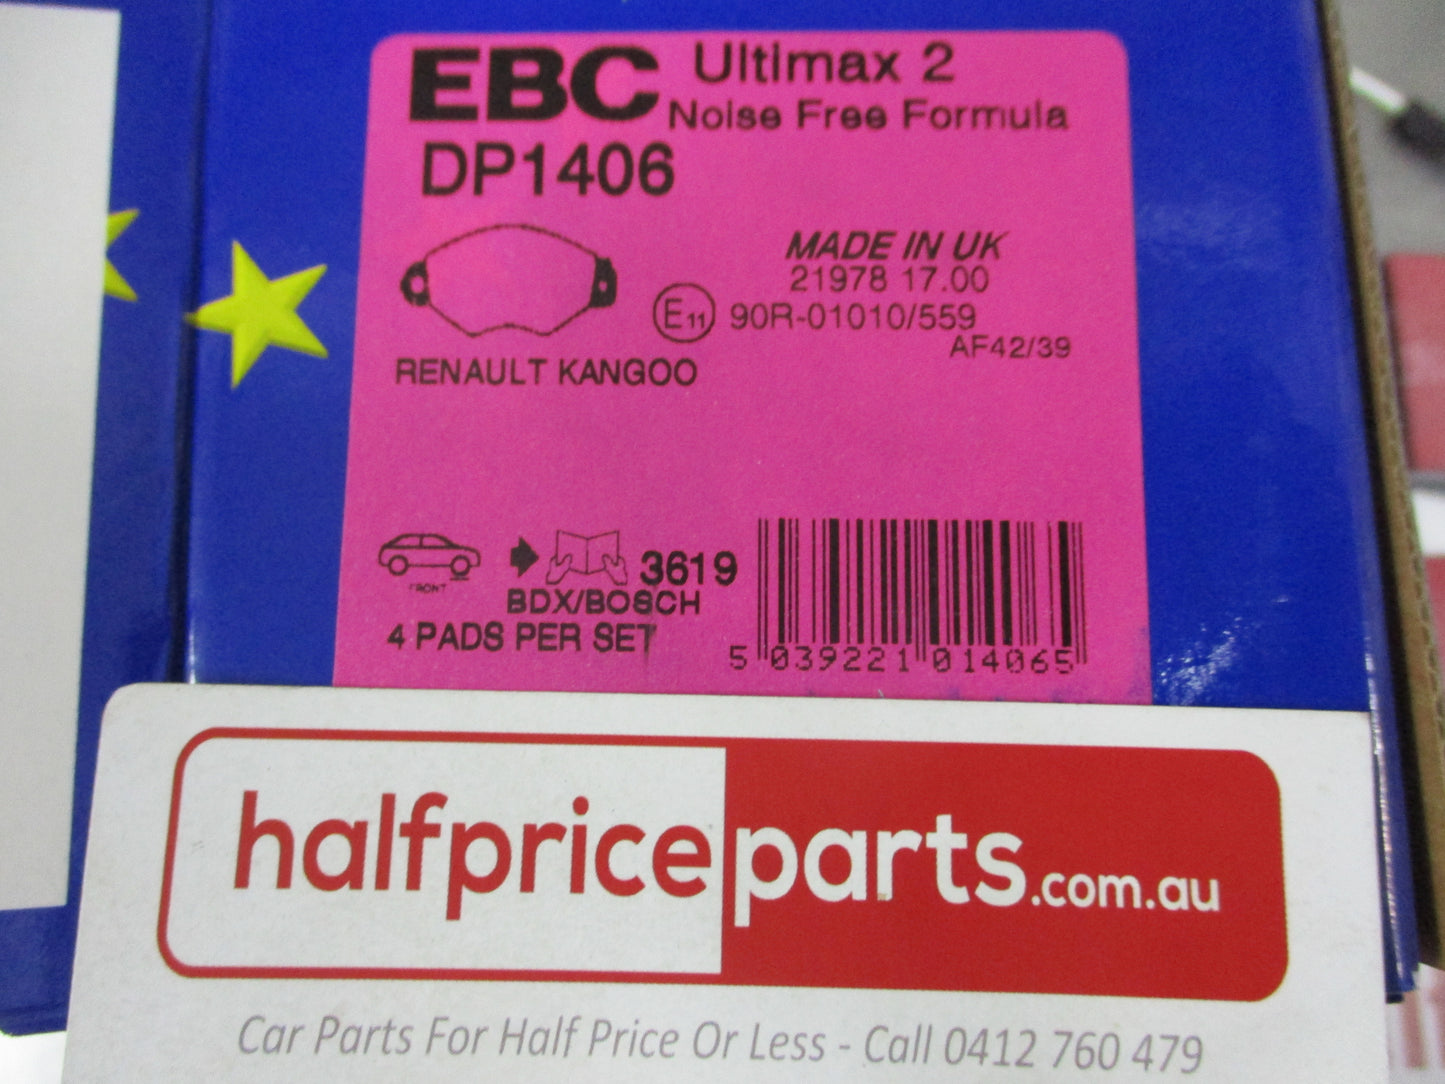 EBC Ultimax 2
Noise Free Formula
DP1406
MADE IN UK
21978 17.00
E11 90R-01010/559
AF42/39
RENAULT KANGOO
FRONT
3619
BDX/BOSCH
4 PADS PER SET
5 039221 014065
halfpriceparts.com.au
Car Parts For Half Price Or Less - Call 0412 760 479